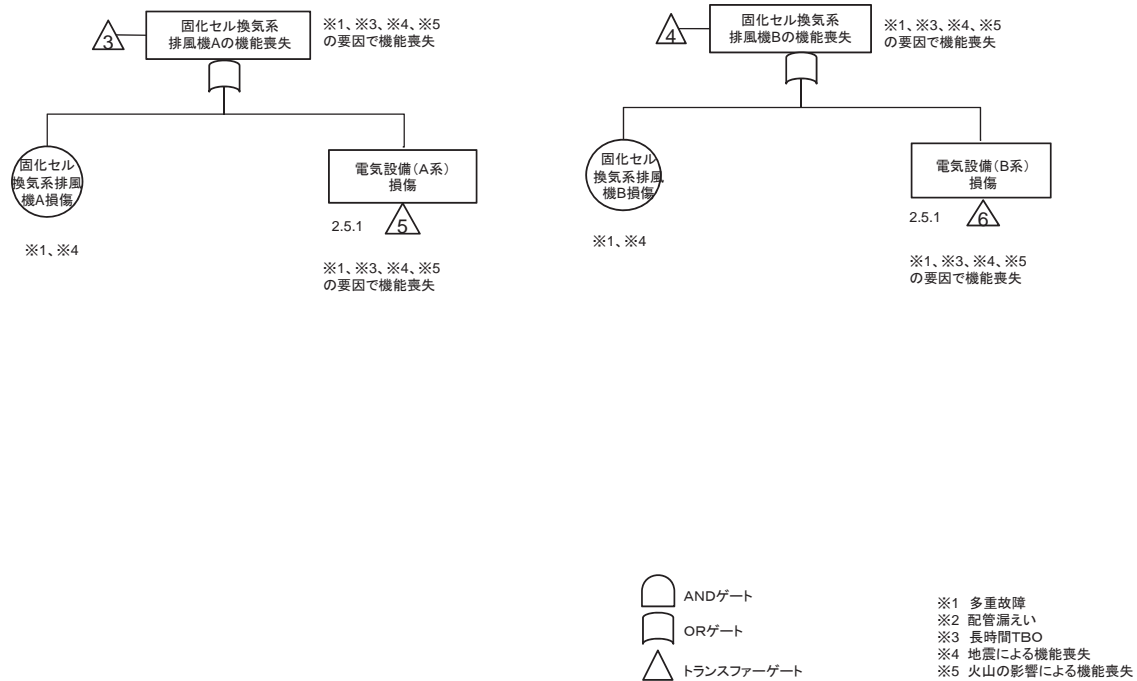 3
固化セル換気系
排風機Aの機能喪失
※1、※3、※4、※5
の要因で機能喪失
固化セル
換気系排風
機A損傷
※1、※4
電気設備(A系)
損傷
2.5.1
5
※1、※3、※4、※5
の要因で機能喪失
4
固化セル換気系
排風機Bの機能喪失
※1、※3、※4、※5
の要因で機能喪失
固化セル
換気系排風
機B損傷
※1、※4
電気設備(B系)
損傷
2.5.1
6
※1、※3、※4、※5
の要因で機能喪失
ANDゲート
ORゲート
トランスファーゲート
※1 多重故障
※2 配管漏えい
※3 長時間TBO
※4 地震による機能喪失
※5 火山の影響による機能喪失